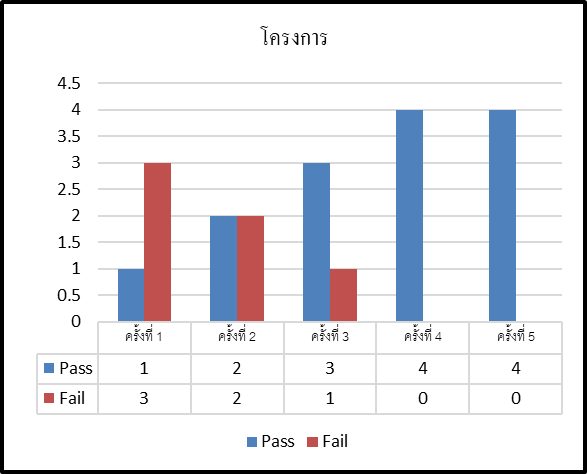 โครงการ
4.5
4
3.5
3
2.5
2
1.5
1
0.5
0
ครั้งที่ 1 ครั้งที่ 2 ครั้งที่ 3 ครั้งที่ 4 ครั้งที่ 5
Pass 1 2 3 4 4
Fail 3 2 1 0 0
Pass Fail